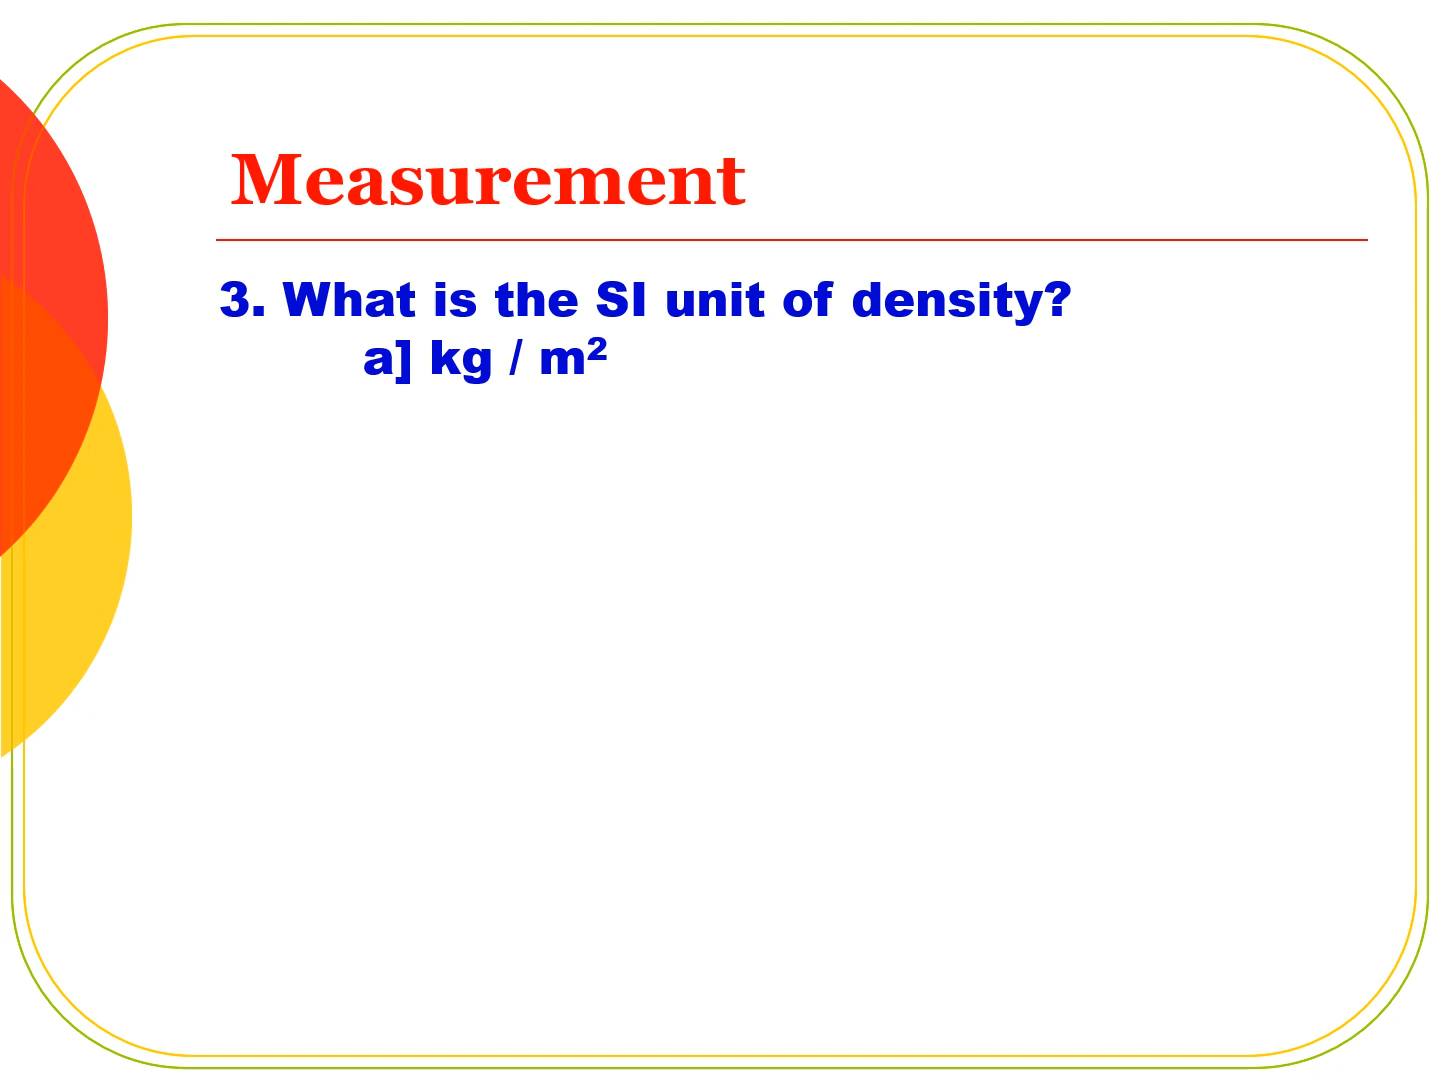 Measurement
3. What is the SI unit of density?
a] kg / m²